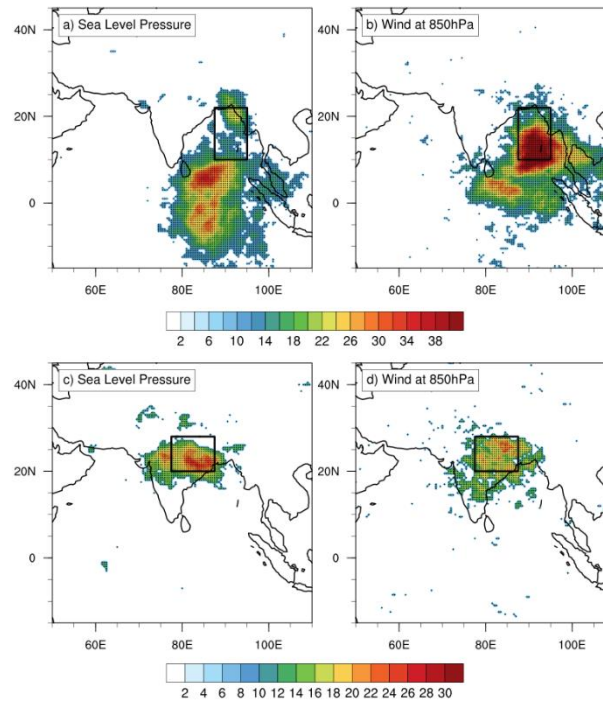 a) Sea Level Pressure
b) Wind at 850hPa
40N
20N
0
40N
20N
0
60E 80E 100E
60E 80E 100E
2 6 10 14 18 22 26 30 34 38
c) Sea Level Pressure
d) Wind at 850hPa
40N
20N
0
40N
20N
0
60E 80E 100E
60E 80E 100E
2 4 6 8 10 12 14 16 18 20 22 24 26 28 30